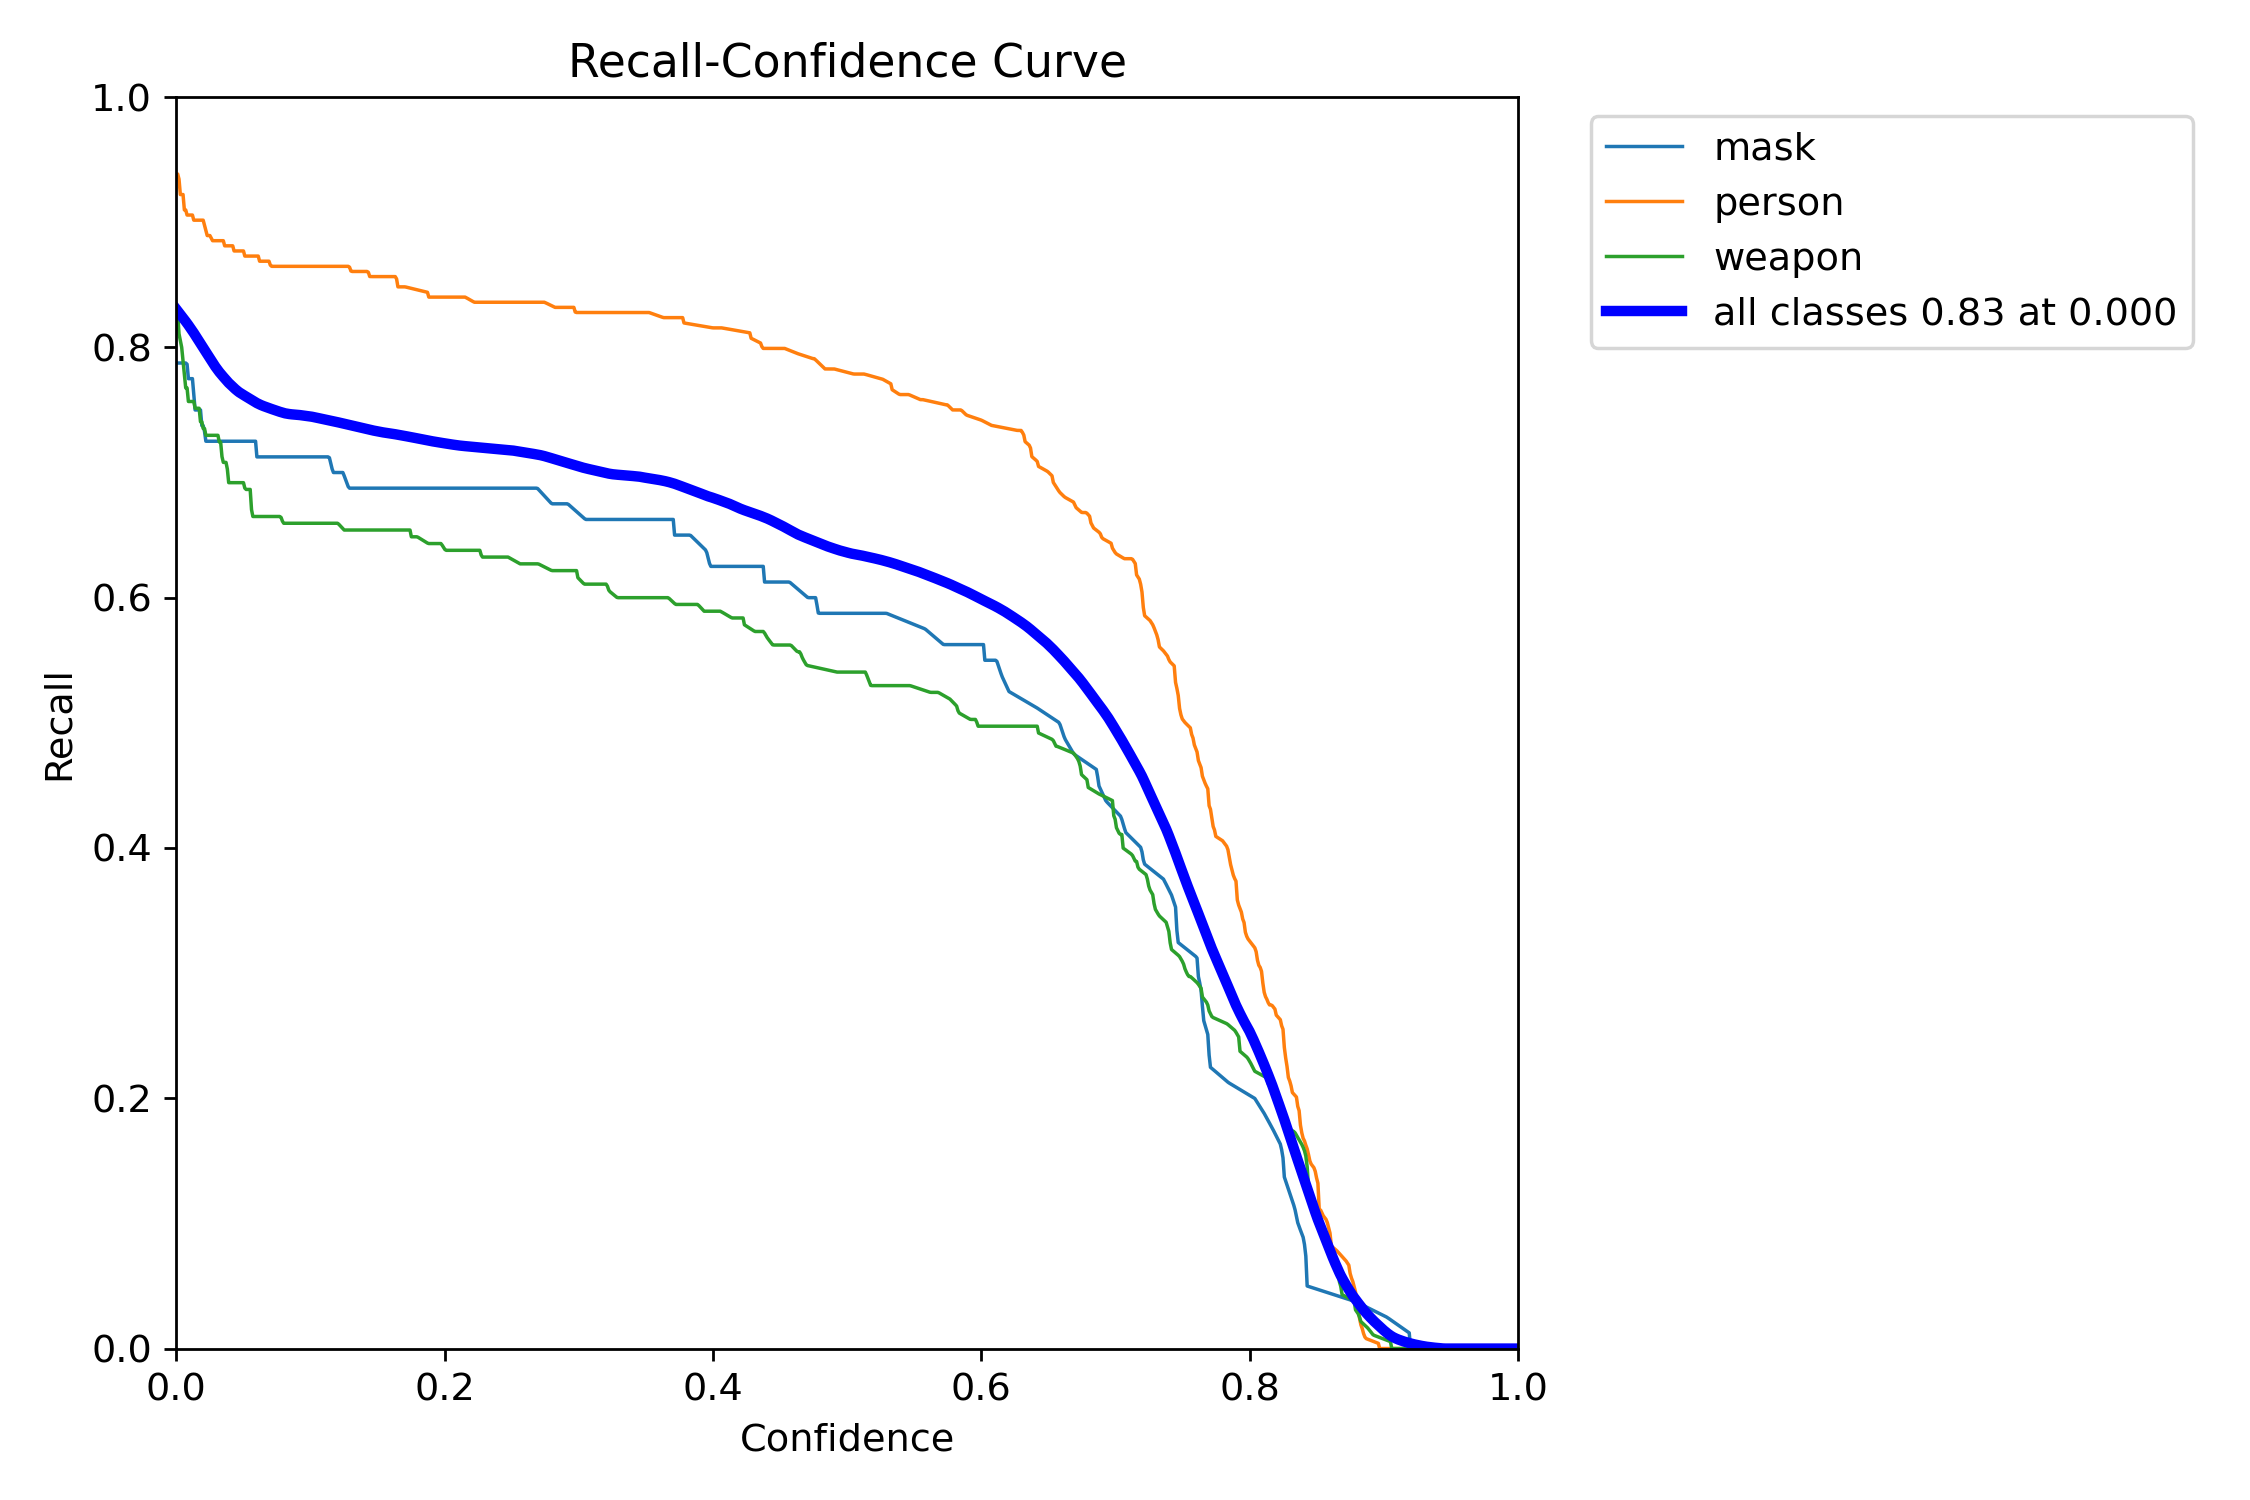 Recall-Confidence Curve
1.0
0.8
0.6
0.4
0.2
0.0
Recall
0.0 0.2 0.4 0.6 0.8 1.0
Confidence
mask
person
weapon
all classes 0.83 at 0.000